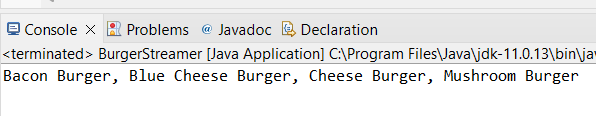 Console Problems @ Javadoc Declaration
<terminated> BurgerStreamer [Java Application] C:\Program Files\Java\jdk-11.0.13\bin\jav
Bacon Burger, Blue Cheese Burger, Cheese Burger, Mushroom Burger